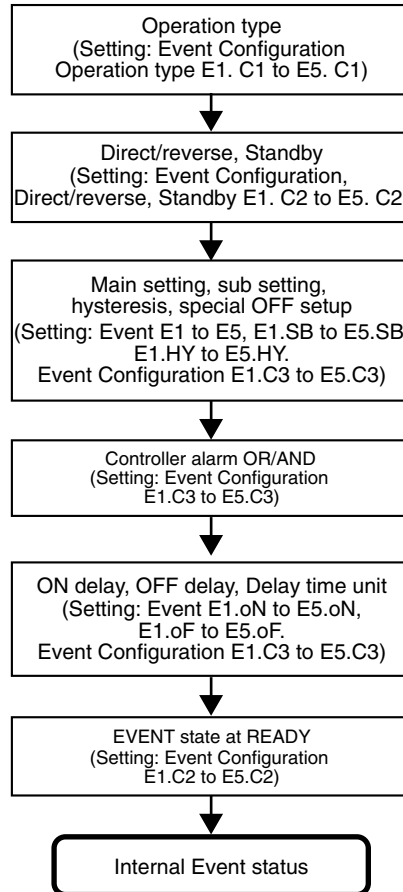 Operation type
(Setting: Event Configuration
Operation type E1. C1 to E5. C1)
Direct/reverse, Standby
(Setting: Event Configuration,
Direct/reverse, Standby E1. C2 to E5. C2
Main setting, sub setting,
hysteresis, special OFF setup
(Setting: Event E1 to E5, E1.SB to E5.SB
E1.HY to E5.HY.
Event Configuration E1.C3 to E5.C3)
Controller alarm OR/AND
(Setting: Event Configuration
E1.C3 to E5.C3)
ON delay, OFF delay, Delay time unit
(Setting: Event E1.oN to E5.oN,
E1.oF to E5.oF.
Event Configuration E1.C3 to E5.C3)
EVENT state at READY
(Setting: Event Configuration
E1.C2 to E5.C2)
Internal Event status